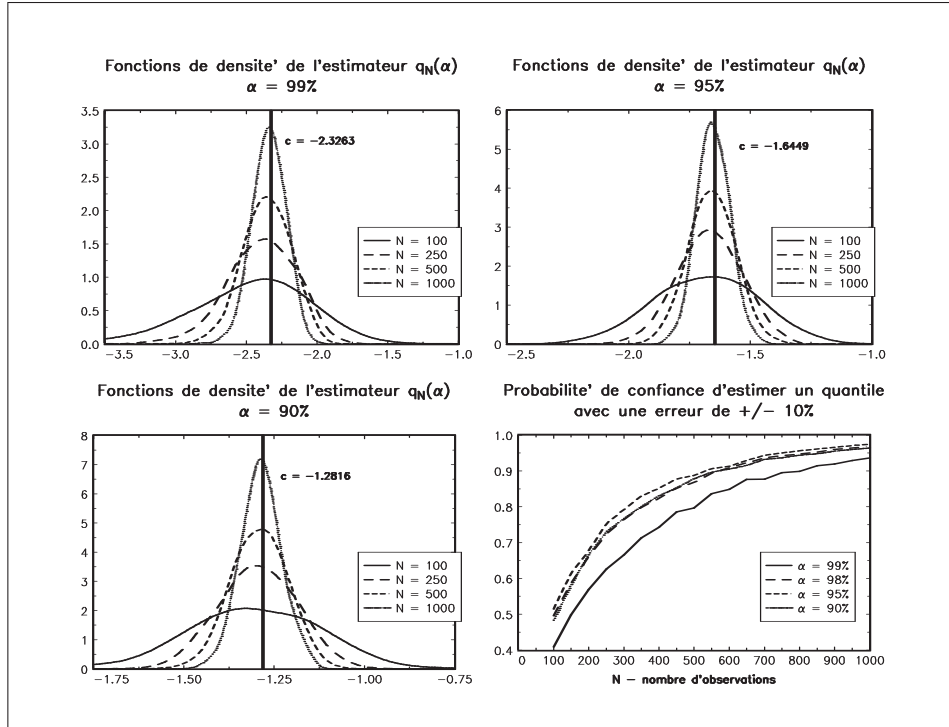 Fonctions de densite' de l'estimateur qN(α)
α = 99%
3.5
3.0
2.5
2.0
1.5
1.0
0.5
0.0
c = −2.3263
N = 100
N = 250
N = 500
N = 1000
−3.5
−3.0
−2.5
−2.0
−1.5
−1.0
Fonctions de densite' de l'estimateur qN(α)
α = 95%
6
5
4
3
2
1
0
c = −1.6449
N = 100
N = 250
N = 500
N = 1000
−2.5
−2.0
−1.5
−1.0
Fonctions de densite' de l'estimateur qN(α)
α = 90%
8
7
6
5
4
3
2
1
0
c = −1.2816
N = 100
N = 250
N = 500
N = 1000
−1.75
−1.50
−1.25
−1.00
−0.75
Probabilite' de confiance d'estimer un quantile
avec une erreur de +/− 10%
1.0
0.9
0.8
0.7
0.6
0.5
0.4
α = 99%
α = 98%
α = 95%
α = 90%
0
100
200
300
400
500
600
700
800
900
1000
N − nombre d'observations